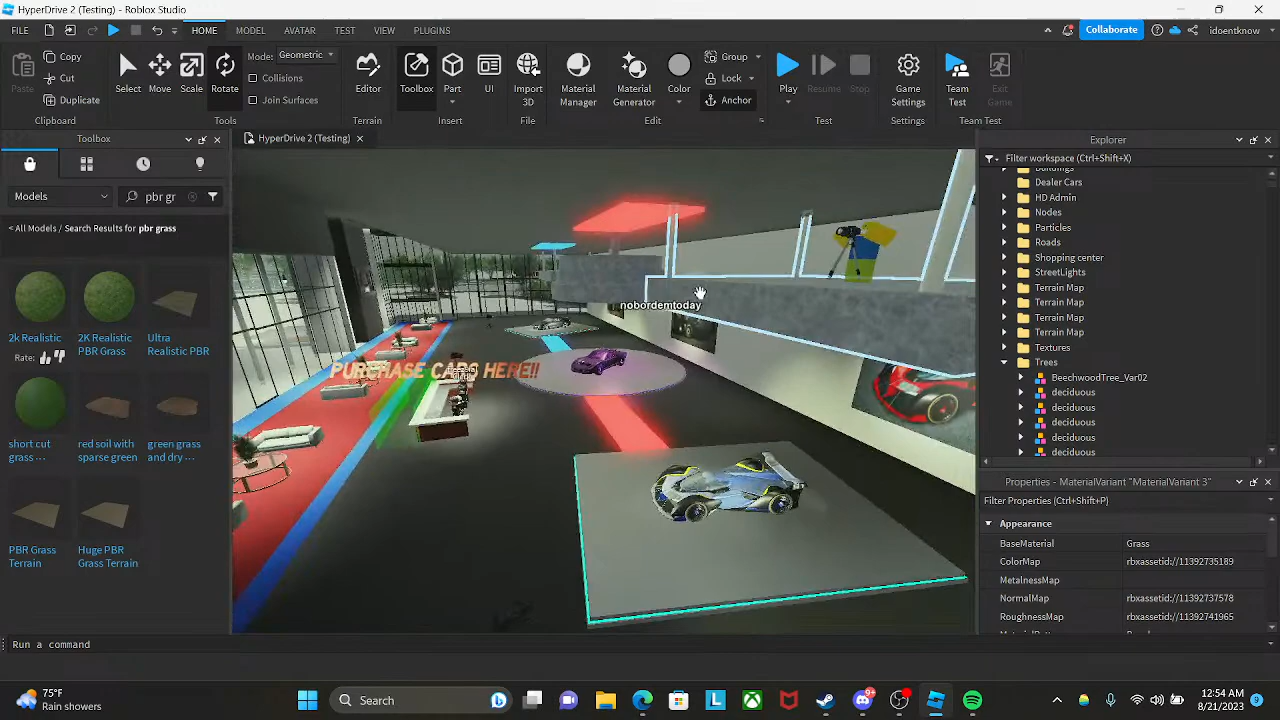 HyperDrive 2 (Testing) - Roblox Studio
FILE HOME MODEL AVATAR TEST VIEW PLUGINS Collaborate idoentknow
Paste Copy Cut Duplicate
Clipboard
Select Move Scale Rotate
Mode: Geometric
Collisions
Join Surfaces
Tools
Editor
Terrain
Toolbox Part UI
Insert
Import 3D
File
Material Manager
Material Generator
Color
Group
Lock
Anchor
Edit
Play Resume Stop
Test
Game Settings
Settings
Team Test
Exit Game
Team Test
Toolbox
HyperDrive 2 (Testing)
Explorer
Models
pbr gr
Filter workspace (Ctrl+Shift+X)
< All Models / Search Results for pbr grass
2k Realistic
Rate:
2K Realistic PBR Grass
Ultra Realistic PBR
short cut grass ...
red soil with sparse green
green grass and dry ...
PBR Grass Terrain
Huge PBR Grass Terrain
nobordemtoday
PURCHASE CARS HERE!!
Buildings
Dealer Cars
HD Admin
Nodes
Particles
Roads
Shopping center
StreetLights
Terrain Map
Terrain Map
Terrain Map
Textures
Trees
BeechwoodTree_Var02
deciduous
deciduous
deciduous
deciduous
deciduous
Properties - MaterialVariant "MaterialVariant 3"
Filter Properties (Ctrl+Shift+P)
Appearance
BaseMaterial Grass
ColorMap rbxassetid://11392735189
MetalnessMap
NormalMap rbxassetid://11392737578
RoughnessMap rbxassetid://11392741965
Run a command
75°F
Rain showers
Search
9+
12:54 AM
8/21/2023
9